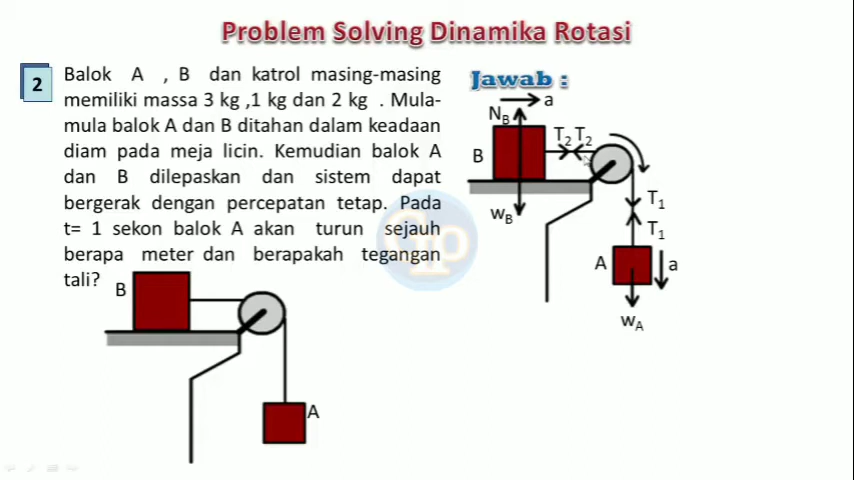 Problem Solving Dinamika Rotasi
2
Balok A , B dan katrol masing-masing
memiliki massa 3 kg ,1 kg dan 2 kg . Mula-
mula balok A dan B ditahan dalam keadaan
diam pada meja licin. Kemudian balok A
dan B dilepaskan dan sistem dapat
bergerak dengan percepatan tetap. Pada
t= 1 sekon balok A akan turun sejauh
berapa meter dan berapakah tegangan
tali?
B
A
Jawab :
a
N_B
T₂ T₂
B
w_B
T₁
T₁
A
a
w_A